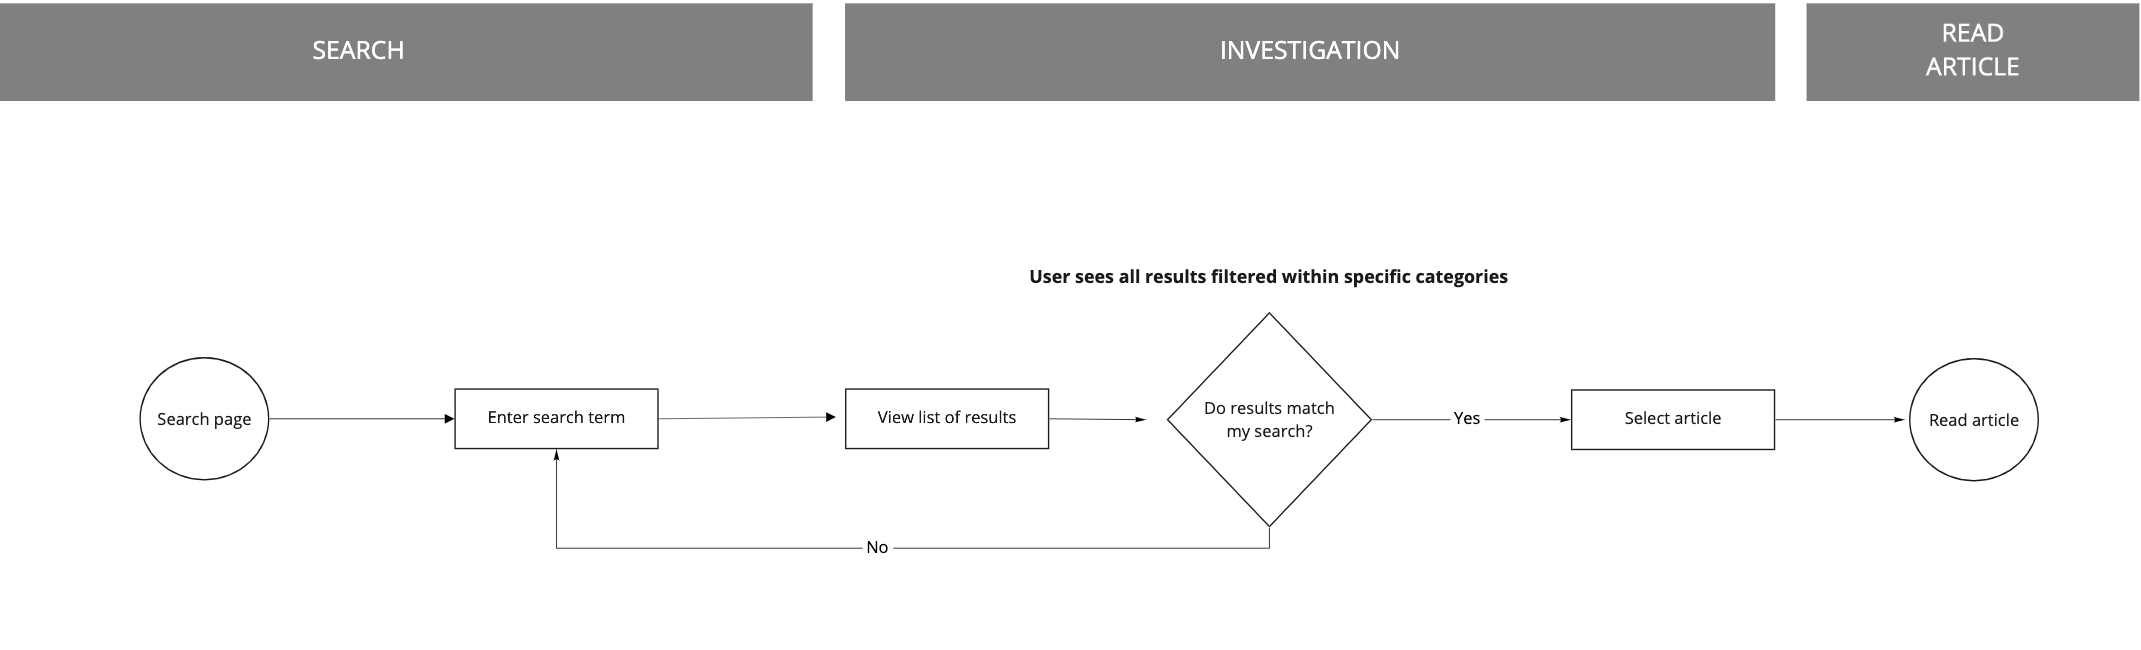 SEARCH
INVESTIGATION
READ
ARTICLE
User sees all results filtered within specific categories
Search page
Enter search term
View list of results
Do results match
my search?
Yes
Select article
Read article
No